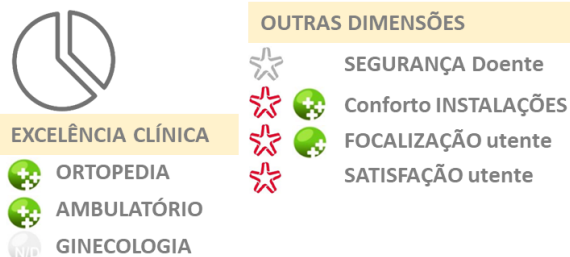 OUTRAS DIMENSÕES
SEGURANÇA Doente
Conforto INSTALAÇÕES
FOCALIZAÇÃO utente
SATISFAÇÃO utente
EXCELÊNCIA CLÍNICA
ORTOPEDIA
AMBULATÓRIO
N/D GINECOLOGIA